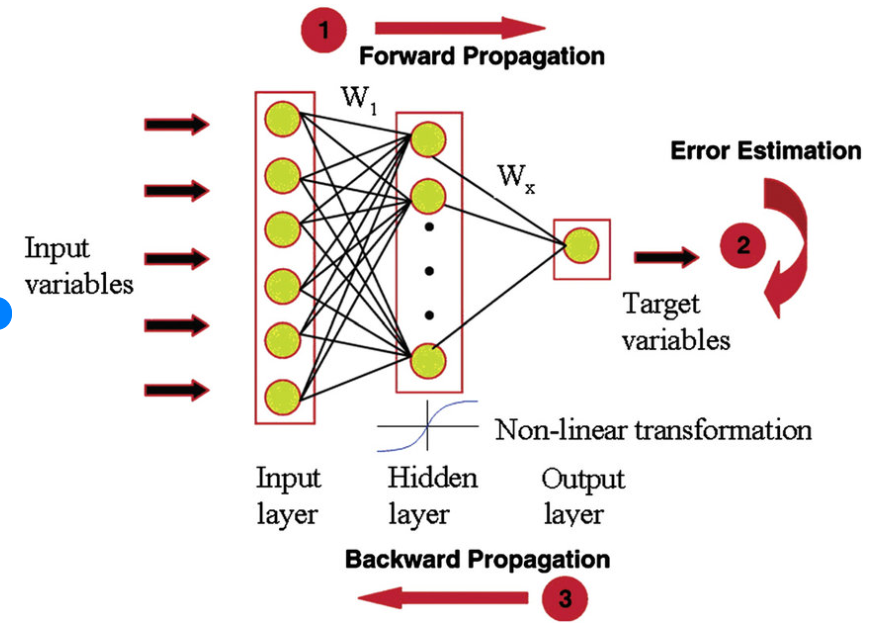 1
Forward Propagation
W1
Error Estimation
Wx
2
Input
variables
Target
variables
Non-linear transformation
Input
layer
Hidden
layer
Output
layer
Backward Propagation
3